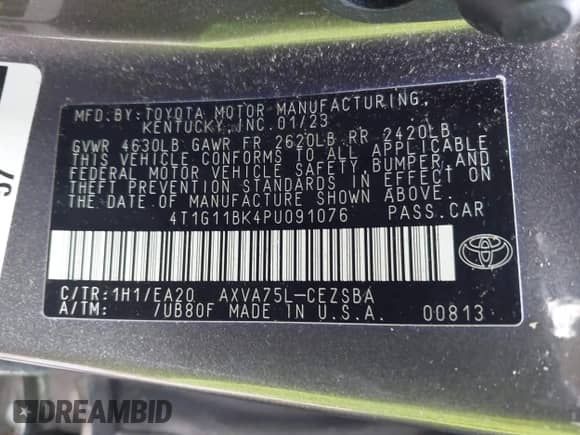 MFD.BY:TOYOTA MOTOR MANUFACTURING,
KENTUCKY,INC.01/23
GVWR 4630LB GAWR FR 2620LB RR 2420LB
THIS VEHICLE CONFORMS TO ALL APPLICABLE
FEDERAL MOTOR VEHICLE SAFETY,BUMPER,AND
THEFT PREVENTION STANDARDS IN EFFECT ON
THE DATE OF MANUFACTURE SHOWN ABOVE.
4T1G11BK4PU091076 PASS.CAR
C/TR:1H1/EA20 AXVA75L-CEZSBA
A/TM: /UB80F MADE IN U.S.A. 00813
DREAMBID